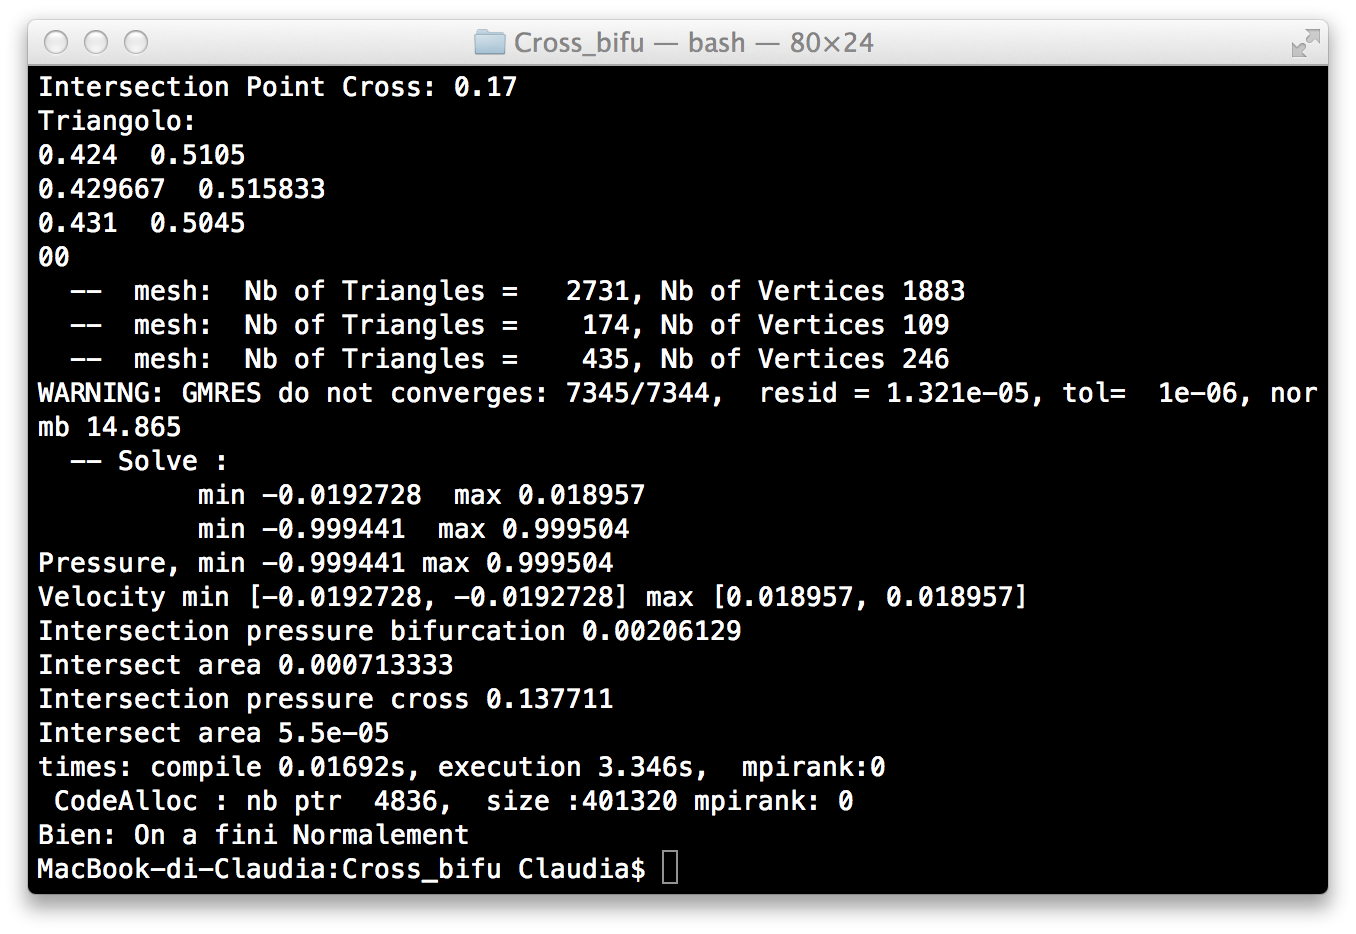 Cross_bifu — bash — 80×24
Intersection Point Cross: 0.17
Triangolo:
0.424  0.5105
0.429667  0.515833
0.431  0.5045
00
  --  mesh:  Nb of Triangles =   2731, Nb of Vertices 1883
  --  mesh:  Nb of Triangles =    174, Nb of Vertices 109
  --  mesh:  Nb of Triangles =    435, Nb of Vertices 246
WARNING: GMRES do not converges: 7345/7344,  resid = 1.321e-05, tol=  1e-06, nor
mb 14.865
  -- Solve :
          min -0.0192728  max 0.018957
          min -0.999441  max 0.999504
Pressure, min -0.999441 max 0.999504
Velocity min [-0.0192728, -0.0192728] max [0.018957, 0.018957]
Intersection pressure bifurcation 0.00206129
Intersect area 0.000713333
Intersection pressure cross 0.137711
Intersect area 5.5e-05
times: compile 0.01692s, execution 3.346s,  mpirank:0
 CodeAlloc : nb ptr  4836,  size :401320 mpirank: 0
Bien: On a fini Normalement
MacBook-di-Claudia:Cross_bifu Claudia$